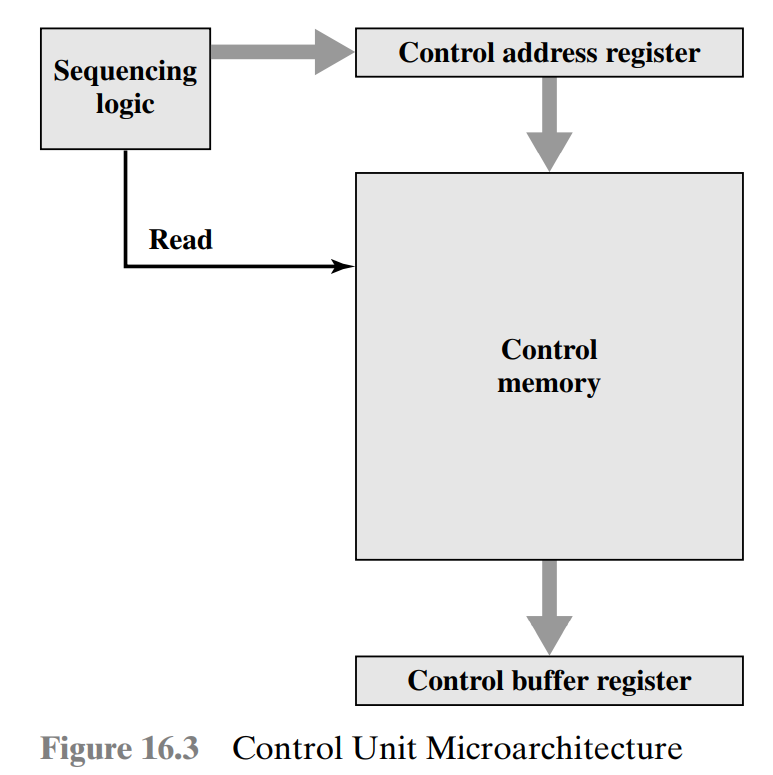 Sequencing
logic
Control address register
Read
Control
memory
Control buffer register
Figure 16.3 Control Unit Microarchitecture